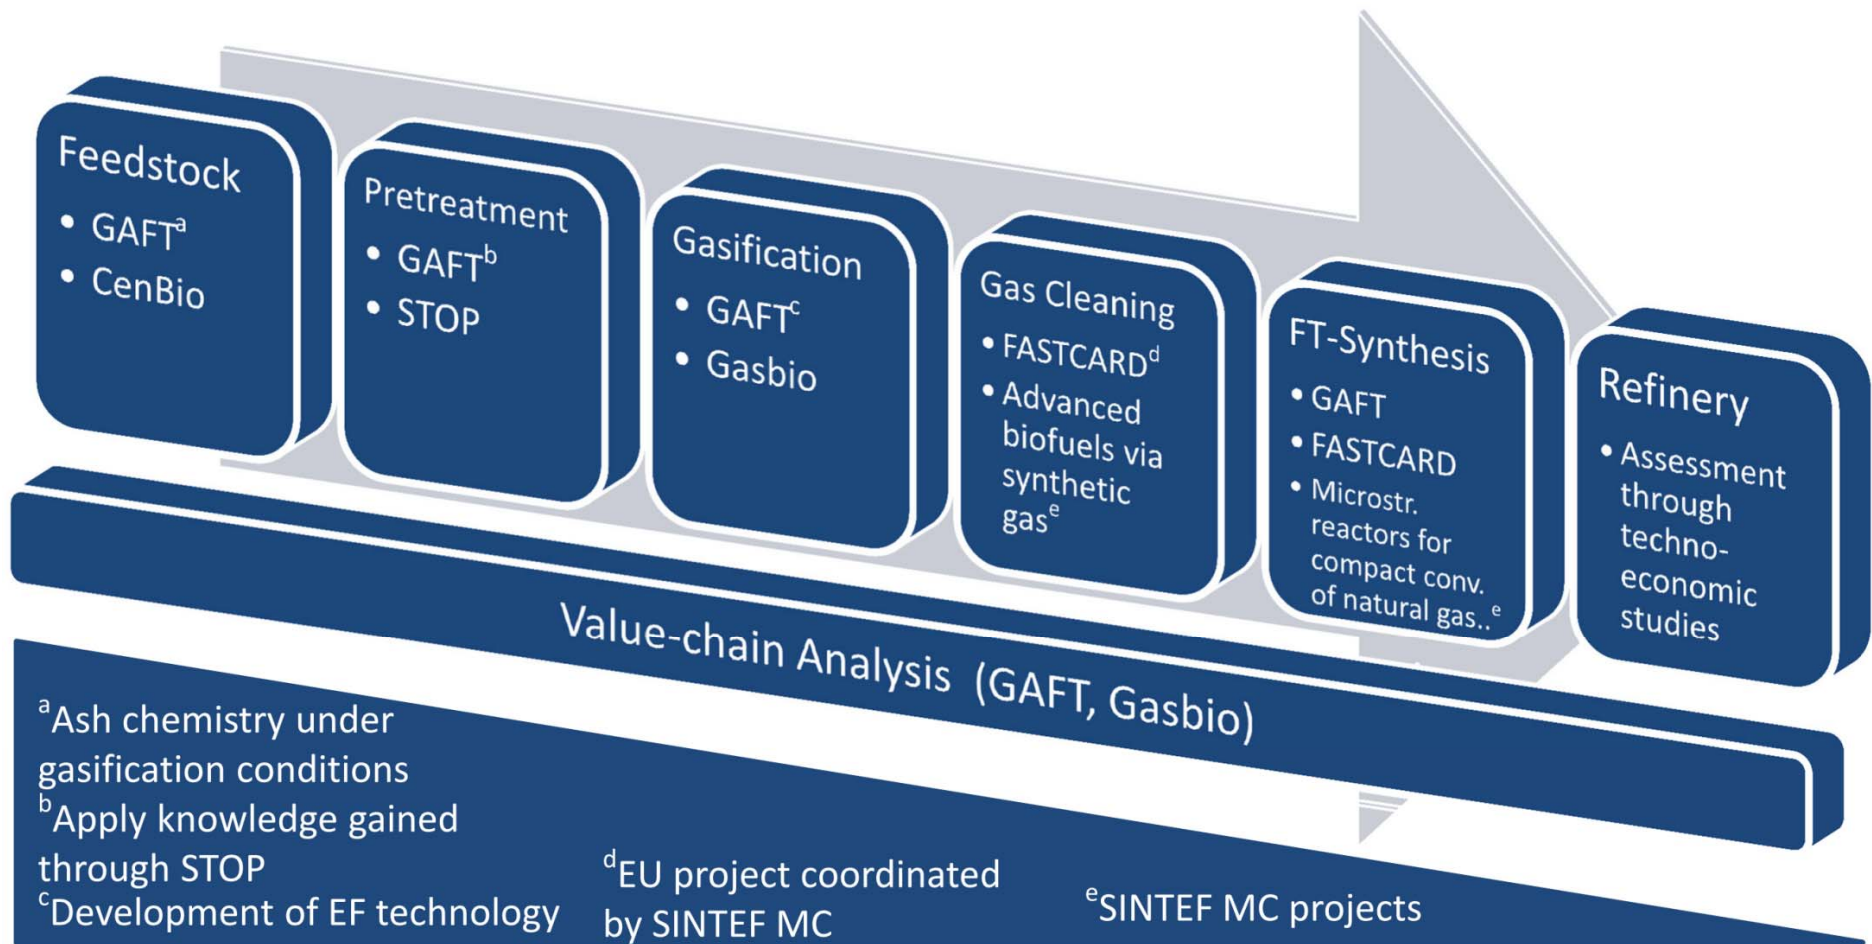 Feedstock
• GAFTᵃ
• CenBio
Pretreatment
• GAFTᵇ
• STOP
Gasification
• GAFTᶜ
• Gasbio
Gas Cleaning
• FASTCARDᵈ
• Advanced
biofuels via
synthetic
gasᵉ
FT-Synthesis
• GAFT
• FASTCARD
• Microstr.
reactors for
compact conv.
of natural gas..ᵉ
Refinery
• Assessment
through
techno-
economic
studies
Value-chain Analysis (GAFT, Gasbio)
ᵃAsh chemistry under
gasification conditions
ᵇApply knowledge gained
through STOP
ᶜDevelopment of EF technology
ᵈEU project coordinated
by SINTEF MC
ᵉSINTEF MC projects